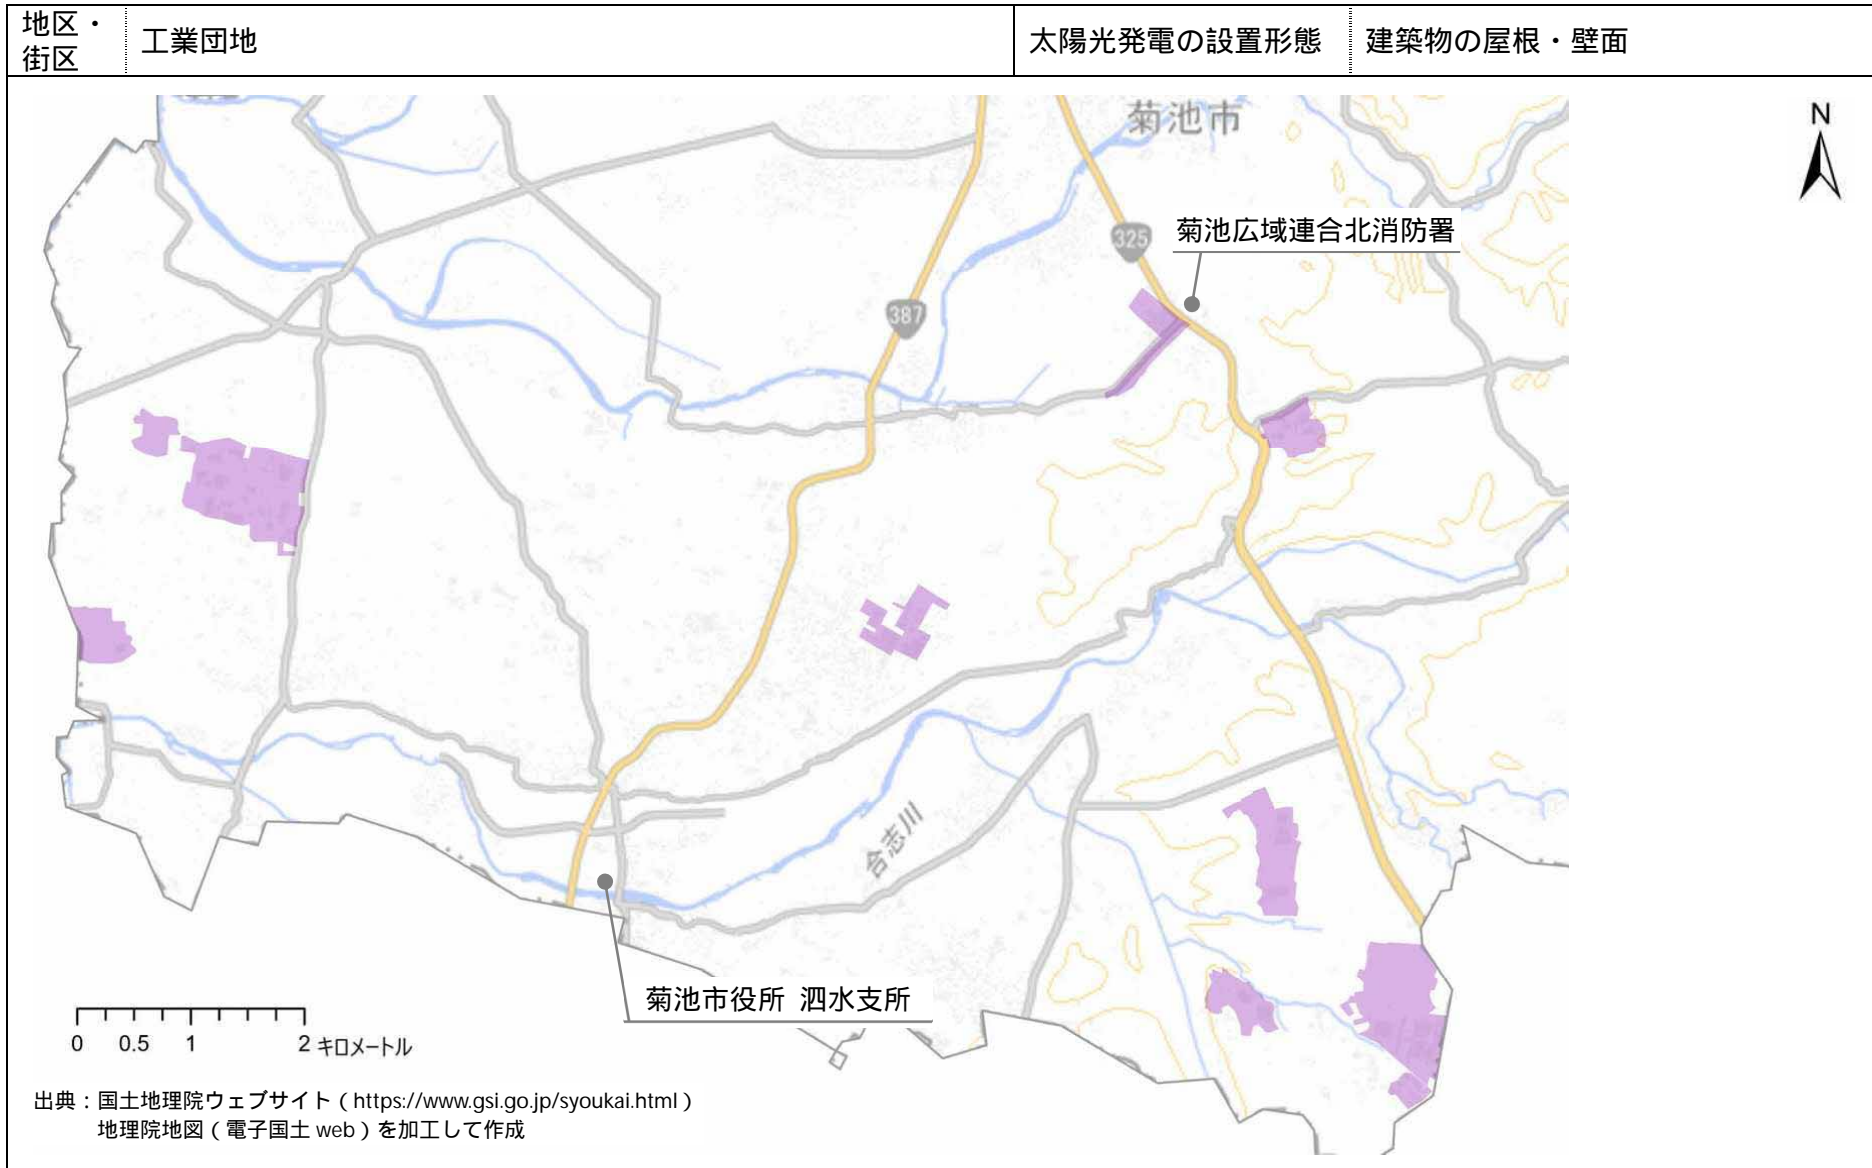 地区・
街区
工業団地
太陽光発電の設置形態
建築物の屋根・壁面
菊池市
N
325
菊池広域連合北消防署
387
合志川
菊池市役所 泗水支所
0 0.5 1 2 キロメートル
出典：国土地理院ウェブサイト（https://www.gsi.go.jp/syoukai.html）
地理院地図（電子国土 web）を加工して作成